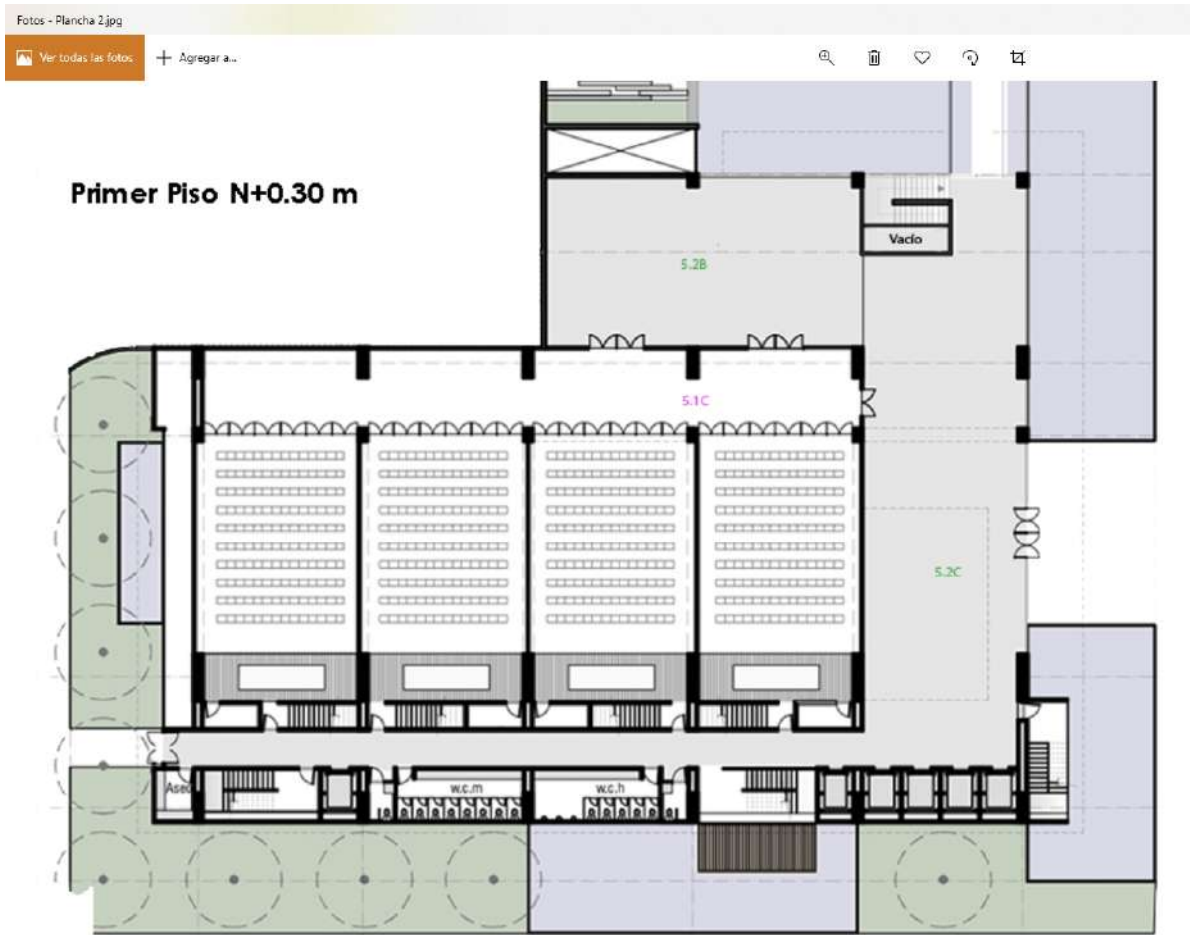 Fotos - Plancha 2.jpg
Ver todas las fotos
Agregar a...
Primer Piso N+0.30 m
Vacío
5.2B
5.1C
5.2C
Aseo
w.c.m
w.c.h